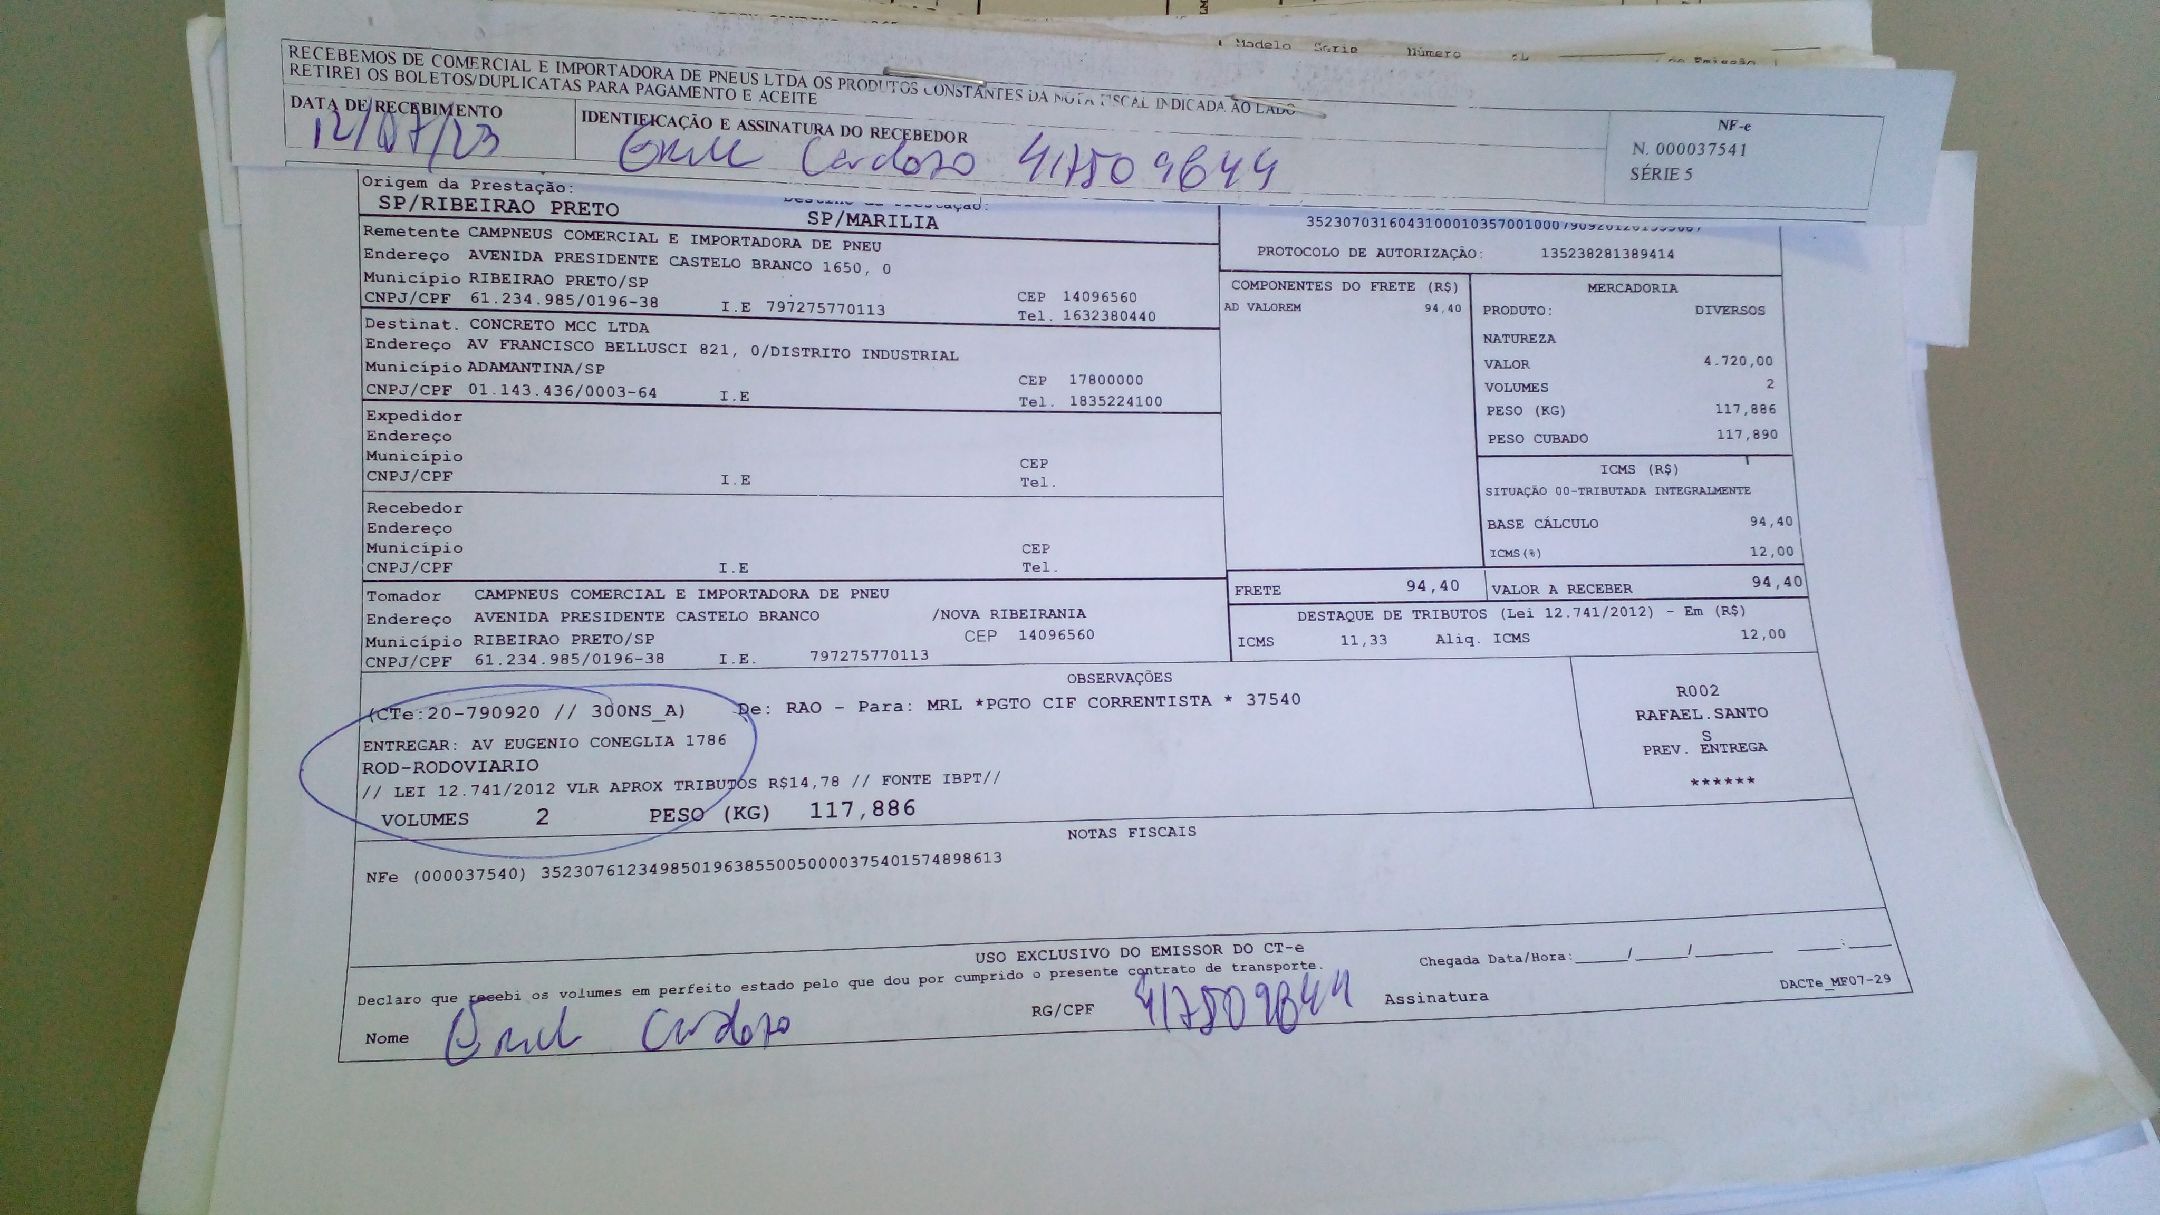 Modelo Serie Número
RECEBEMOS DE COMERCIAL E IMPORTADORA DE PNEUS LTDA OS PRODUTOS CONSTANTES DA NOTA FISCAL INDICADA AO LADO
RETIREI OS BOLETOS/DUPLICATAS PARA PAGAMENTO E ACEITE
DATA DE RECEBIMENTO IDENTIFICAÇÃO E ASSINATURA DO RECEBEDOR
12/07/23 Cardoso 417509844
NF-e
N. 000037541
SÉRIE 5
Origem da Prestação:
SP/RIBEIRAO PRETO SP/MARILIA
PROTOCOLO DE AUTORIZAÇÃO: 135238281389414
Remetente CAMPNEUS COMERCIAL E IMPORTADORA DE PNEU
Endereço AVENIDA PRESIDENTE CASTELO BRANCO 1650, 0
Município RIBEIRAO PRETO/SP CEP 14096560
CNPJ/CPF 61.234.985/0196-38 I.E 797275770113 Tel. 1632380440
Destinat. CONCRETO MCC LTDA
Endereço AV FRANCISCO BELLUSCI 821, 0/DISTRITO INDUSTRIAL
Município ADAMANTINA/SP CEP 17800000
CNPJ/CPF 01.143.436/0003-64 I.E Tel. 1835224100
Expedidor
Endereço
Município CEP
CNPJ/CPF I.E Tel.
Recebedor
Endereço
Município CEP
CNPJ/CPF I.E Tel.
Tomador CAMPNEUS COMERCIAL E IMPORTADORA DE PNEU
Endereço AVENIDA PRESIDENTE CASTELO BRANCO /NOVA RIBEIRANIA
Município RIBEIRAO PRETO/SP CEP 14096560
CNPJ/CPF 61.234.985/0196-38 I.E. 797275770113
COMPONENTES DO FRETE (R$)
AD VALOREM 94,40
MERCADORIA
PRODUTO: DIVERSOS
NATUREZA
VALOR 4.720,00
VOLUMES 2
PESO (KG) 117,886
PESO CUBADO 117,890
ICMS (R$)
SITUAÇÃO 00-TRIBUTADA INTEGRALMENTE
BASE CÁLCULO 94,40
ICMS(%) 12,00
FRETE 94,40 VALOR A RECEBER 94,40
DESTAQUE DE TRIBUTOS (Lei 12.741/2012) - Em (R$)
ICMS 11,33 Aliq. ICMS 12,00
OBSERVAÇÕES
(CTe:20-790920 // 300NS_A) De: RAO - Para: MRL *PGTO CIF CORRENTISTA * 37540
ENTREGAR: AV EUGENIO CONEGLIA 1786
ROD-RODOVIARIO
// LEI 12.741/2012 VLR APROX TRIBUTOS R$14,78 // FONTE IBPT//
VOLUMES 2 PESO (KG) 117,886
R002
RAFAEL.SANTO
S
PREV. ENTREGA
******
NOTAS FISCAIS
NFe (000037540) 35230761234985019638550050000375401574898613
USO EXCLUSIVO DO EMISSOR DO CT-e
Declaro que recebi os volumes em perfeito estado pelo que dou por cumprido o presente contrato de transporte.
Chegada Data/Hora:_____/_____/_______ ____:____
Nome Cardoso RG/CPF 417509844 Assinatura
DACTe_MF07-29